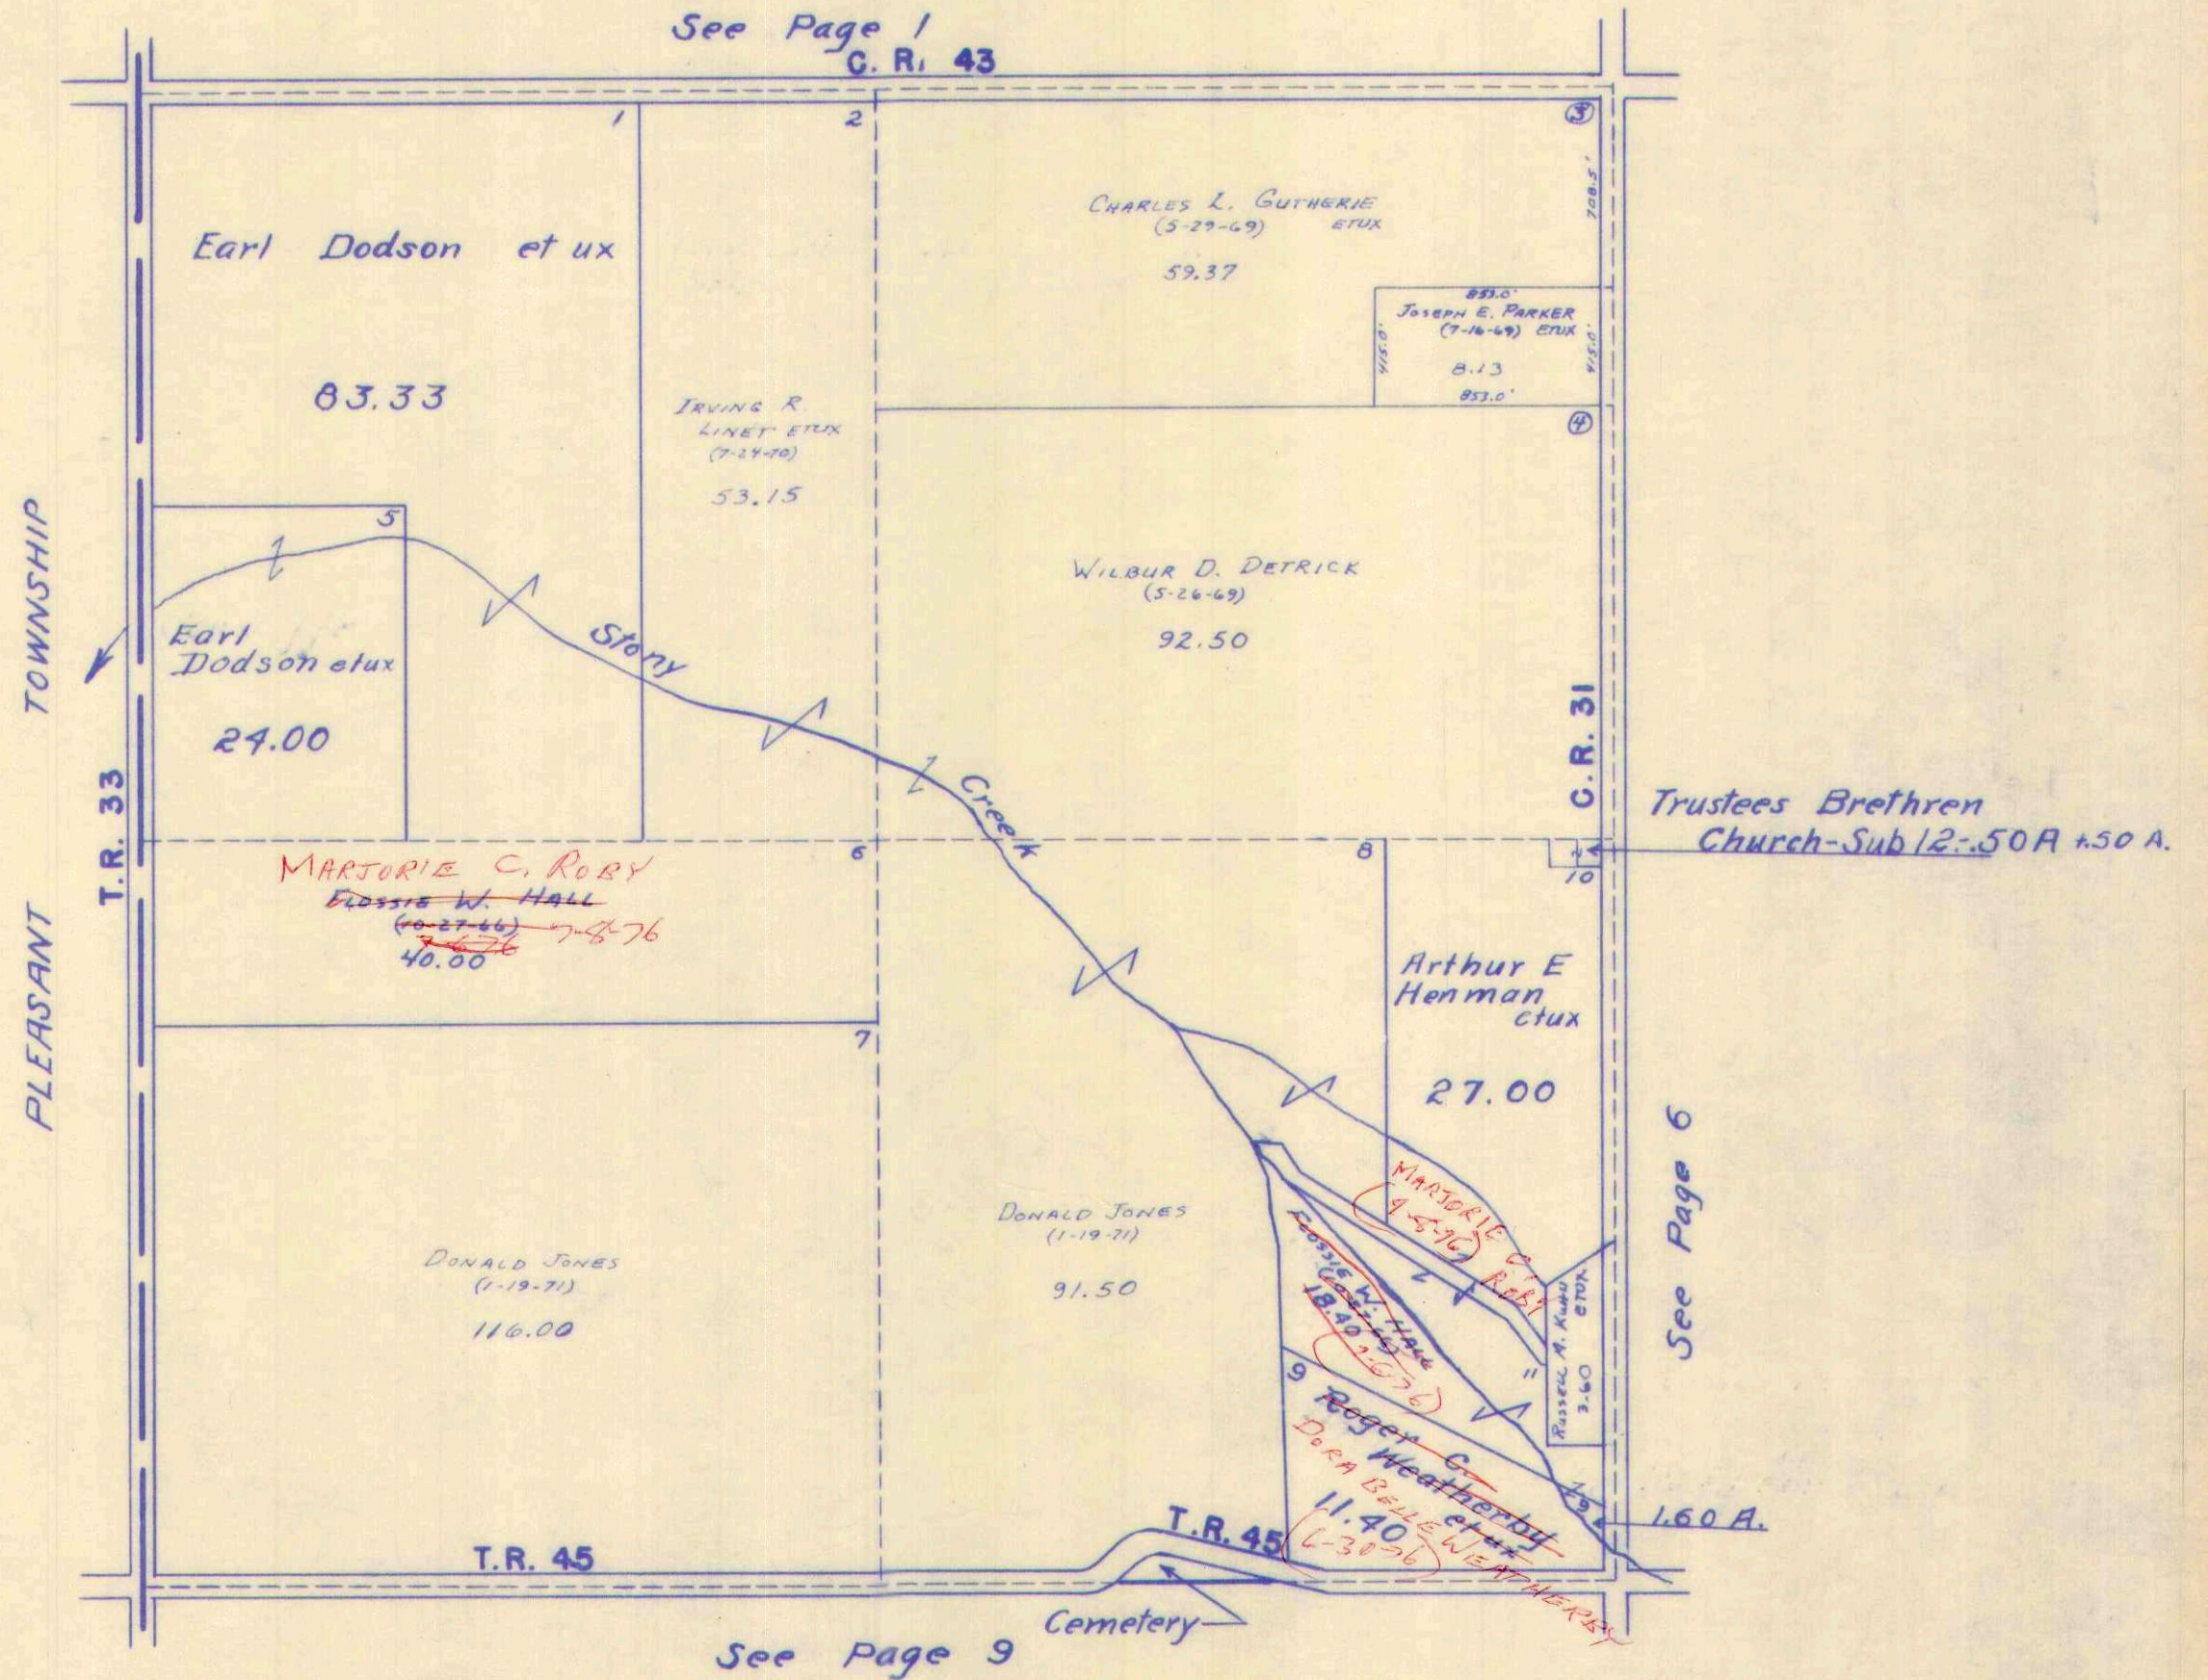 See Page 1
C. R. 43
1
2
3
Earl Dodson et ux
83.33
CHARLES L. GUTHERIE
(5-29-69) ETUX
59.37
708.5'
853.0'
JOSEPH E. PARKER
(7-16-69) ETUX
8.13
853.0'
415.0'
415.0'
IRVING R.
LINET ETUX
(7-24-70)
53.15
4
5
Earl
Dodson etux
24.00
Stony
Creek
WILBUR D. DETRICK
(5-26-69)
92.50
PLEASANT TOWNSHIP
T.R. 33
C.R. 31
Trustees Brethren
Church-Sub 12-.50A +.50 A.
6
8
10
MARJORIE C. ROBY
FLOSSIE W. HALL
(10-27-66) 7-8-76
40.00
7
Arthur E
Henman
etux
27.00
See Page 6
DONALD JONES
(1-19-71)
116.00
DONALD JONES
(1-19-71)
91.50
MARJORIE C. ROBY
FLOSSIE W. HALL
18.40
RUSSELL A.
ETUX
3.60
11
9
Roger C.
Weatherby
et ux
11.40
DORA BELLE WEATHERBY
(6-30-76)
9
1.60 A.
T.R. 45
T.R. 45
Cemetery
See Page 9